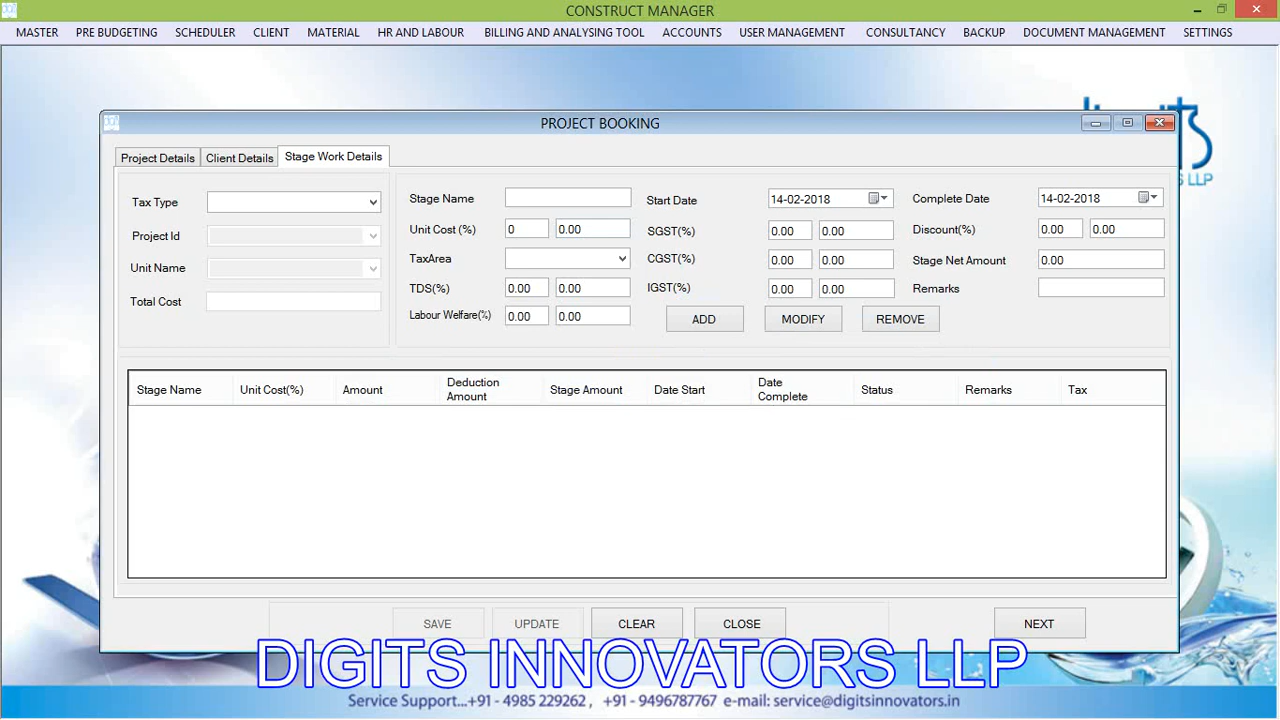 CONSTRUCT MANAGER
MASTER PRE BUDGETING SCHEDULER CLIENT MATERIAL HR AND LABOUR BILLING AND ANALYSING TOOL ACCOUNTS USER MANAGEMENT CONSULTANCY BACKUP DOCUMENT MANAGEMENT SETTINGS
PROJECT BOOKING
Project Details Client Details Stage Work Details
Tax Type
Project Id
Unit Name
Total Cost
Stage Name Start Date 14-02-2018 Complete Date 14-02-2018
Unit Cost (%) 0 0.00 SGST(%) 0.00 0.00 Discount(%) 0.00 0.00
TaxArea CGST(%) 0.00 0.00 Stage Net Amount 0.00
TDS(%) 0.00 0.00 IGST(%) 0.00 0.00 Remarks
Labour Welfare(%) 0.00 0.00 ADD MODIFY REMOVE
Stage Name Unit Cost(%) Amount Deduction Amount Stage Amount Date Start Date Complete Status Remarks Tax
SAVE UPDATE CLEAR CLOSE NEXT
DIGITS INNOVATORS LLP
Service Support...+91 - 4985 229262 , +91 - 9496787767 e-mail: service@digitsinnovators.in